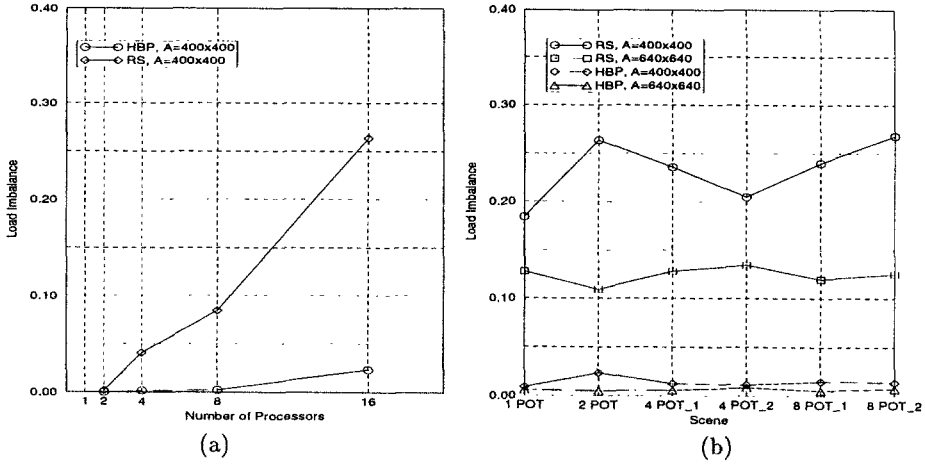 0.40
HBP, A=400x400
RS, A=400x400
0.30
0.20
0.10
0.00
Load Imbalance
1 2 4 8 16
Number of Processors
(a)
0.40
RS, A=400x400
RS, A=640x640
HBP, A=400x400
HBP, A=640x640
0.30
0.20
0.10
0.00
Load Imbalance
1 POT 2 POT 4 POT_1 4 POT_2 8 POT_1 8 POT_2
Scene
(b)